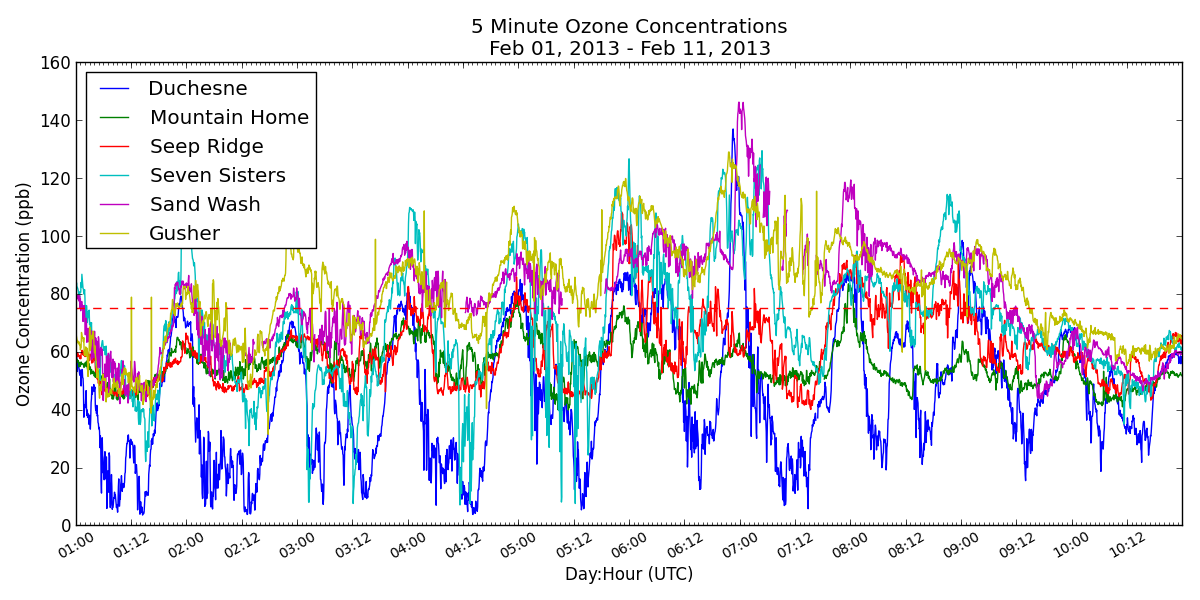 5 Minute Ozone Concentrations
Feb 01, 2013 - Feb 11, 2013
Ozone Concentration (ppb)
160
140
120
100
80
60
40
20
0
Duchesne
Mountain Home
Seep Ridge
Seven Sisters
Sand Wash
Gusher
01:00 01:12 02:00 02:12 03:00 03:12 04:00 04:12 05:00 05:12 06:00 06:12 07:00 07:12 08:00 08:12 09:00 09:12 10:00 10:12
Day:Hour (UTC)